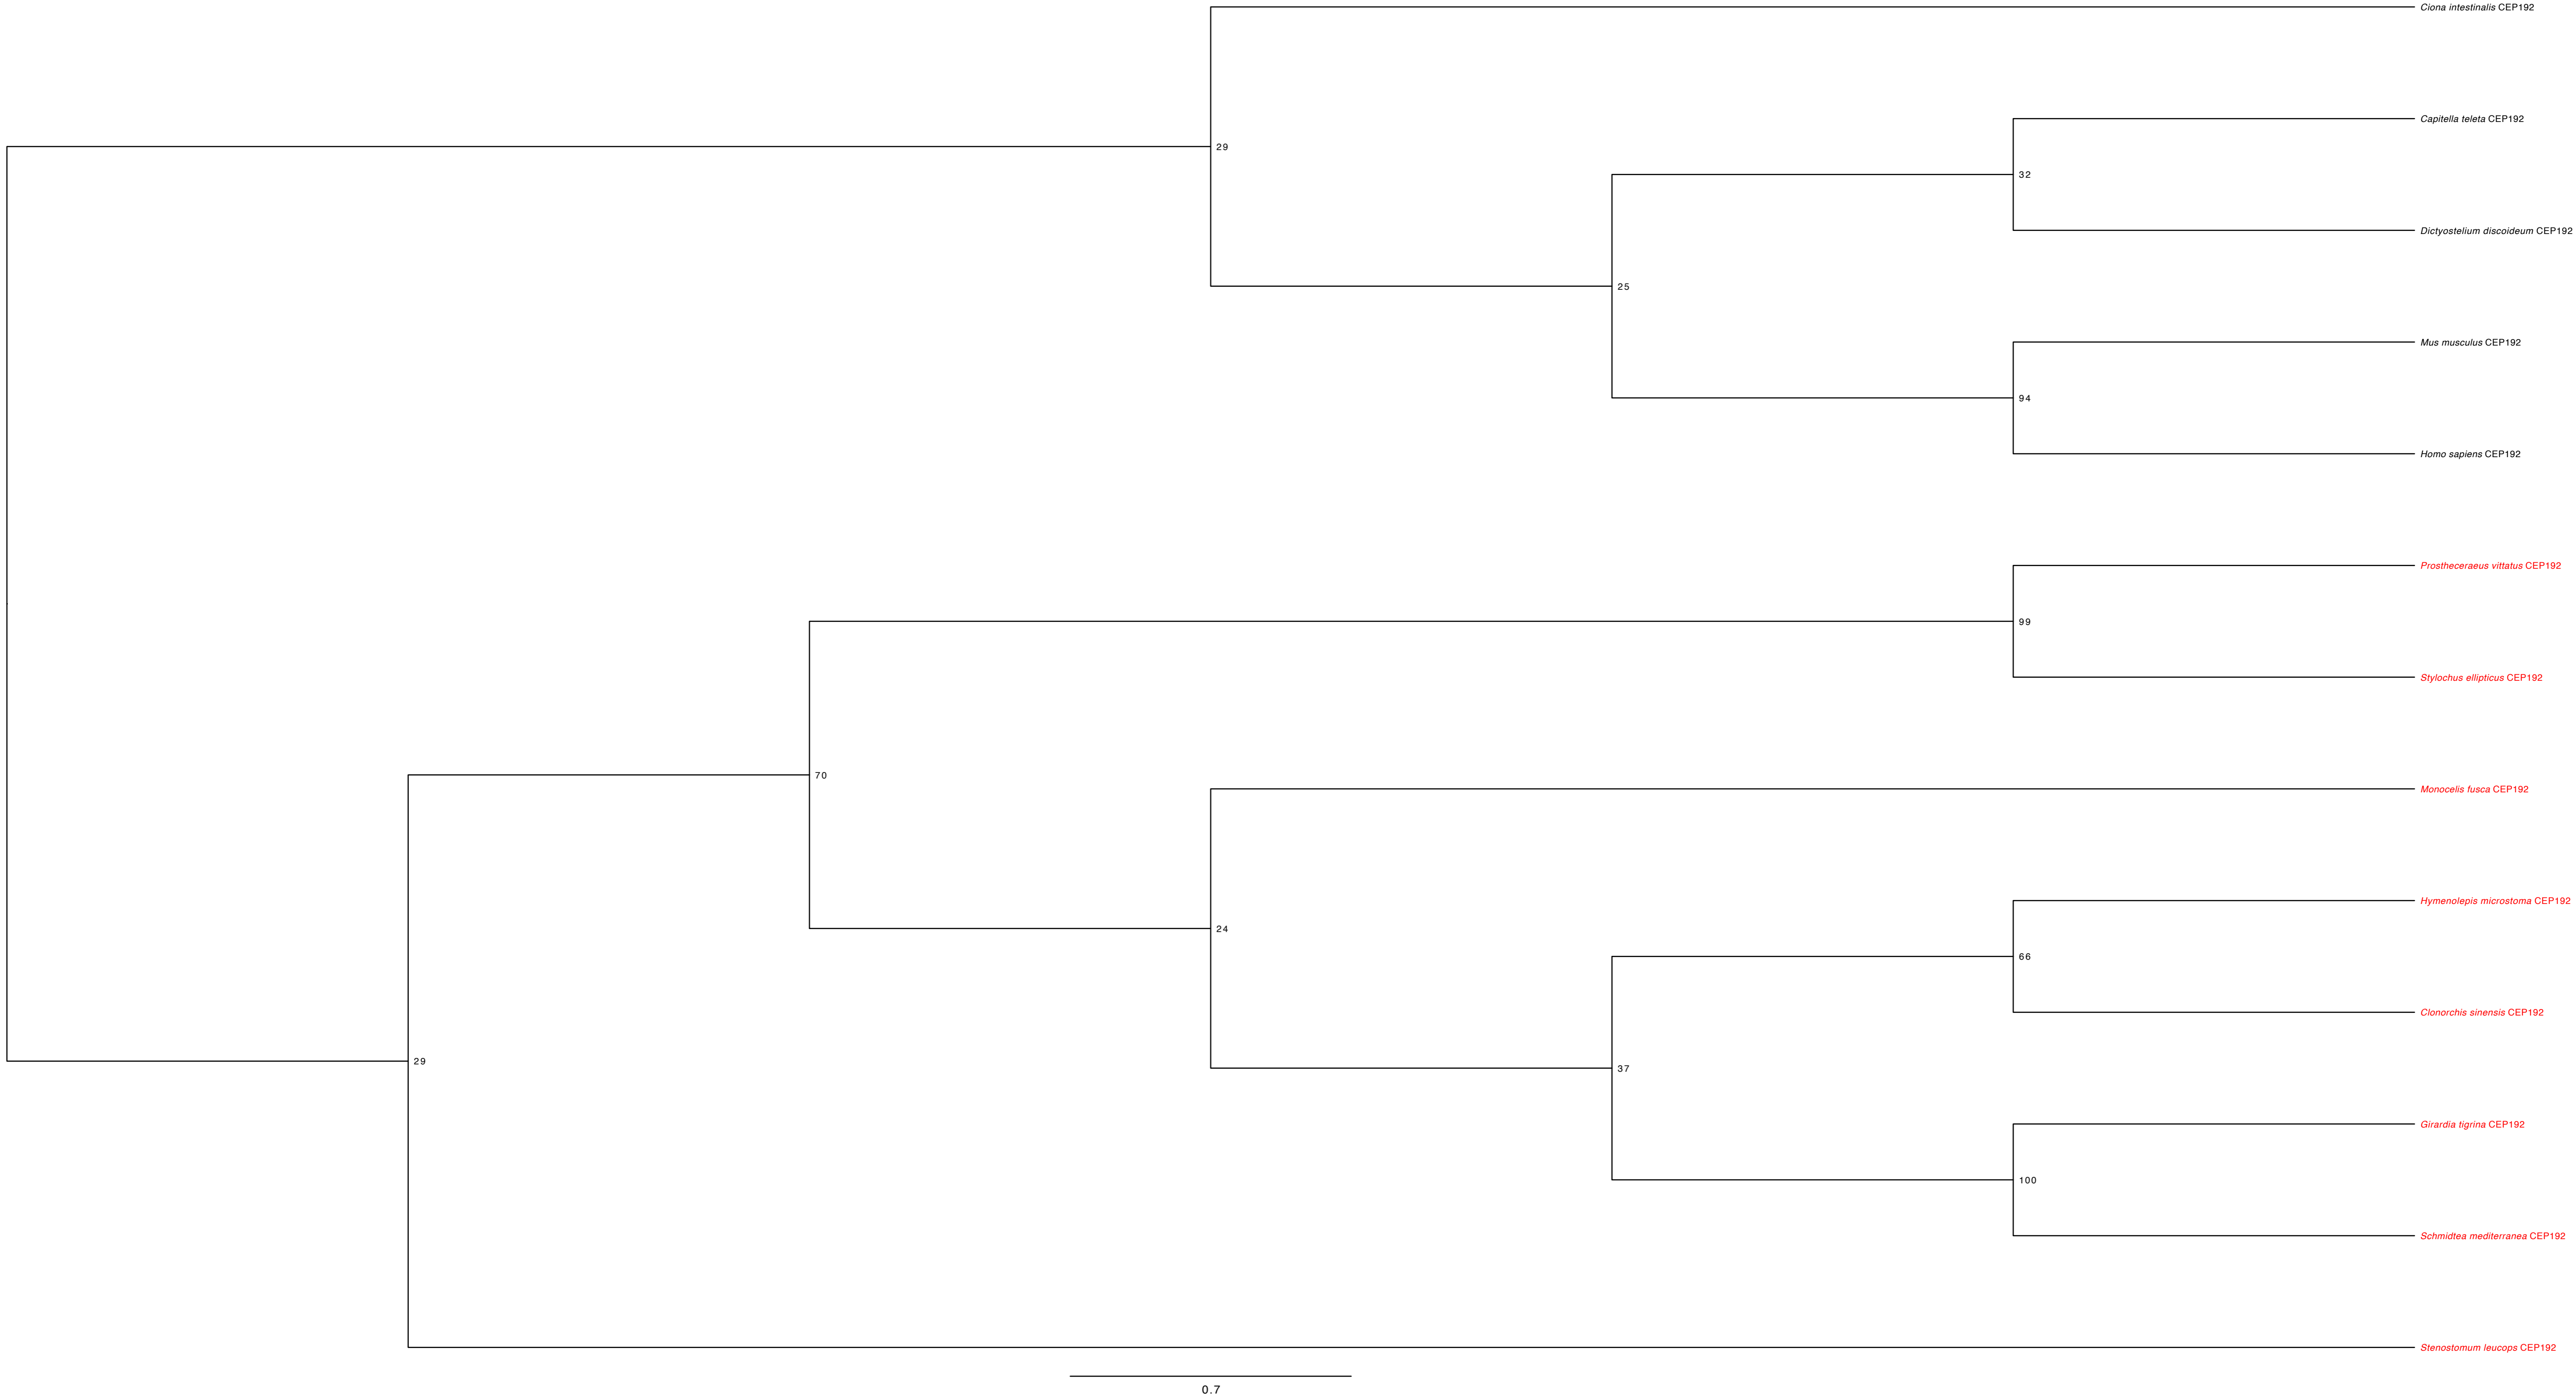 Ciona intestinalis CEP192
Capitella teleta CEP192
29
32
Dictyostelium discoideum CEP192
25
Mus musculus CEP192
94
Homo sapiens CEP192
Prostheceraeus vittatus CEP192
99
Stylochus ellipticus CEP192
70
Monocelis fusca CEP192
Hymenolepis microstoma CEP192
24
66
Clonorchis sinensis CEP192
29
37
Girardia tigrina CEP192
100
Schmidtea mediterranea CEP192
Stenostomum leucops CEP192
0.7